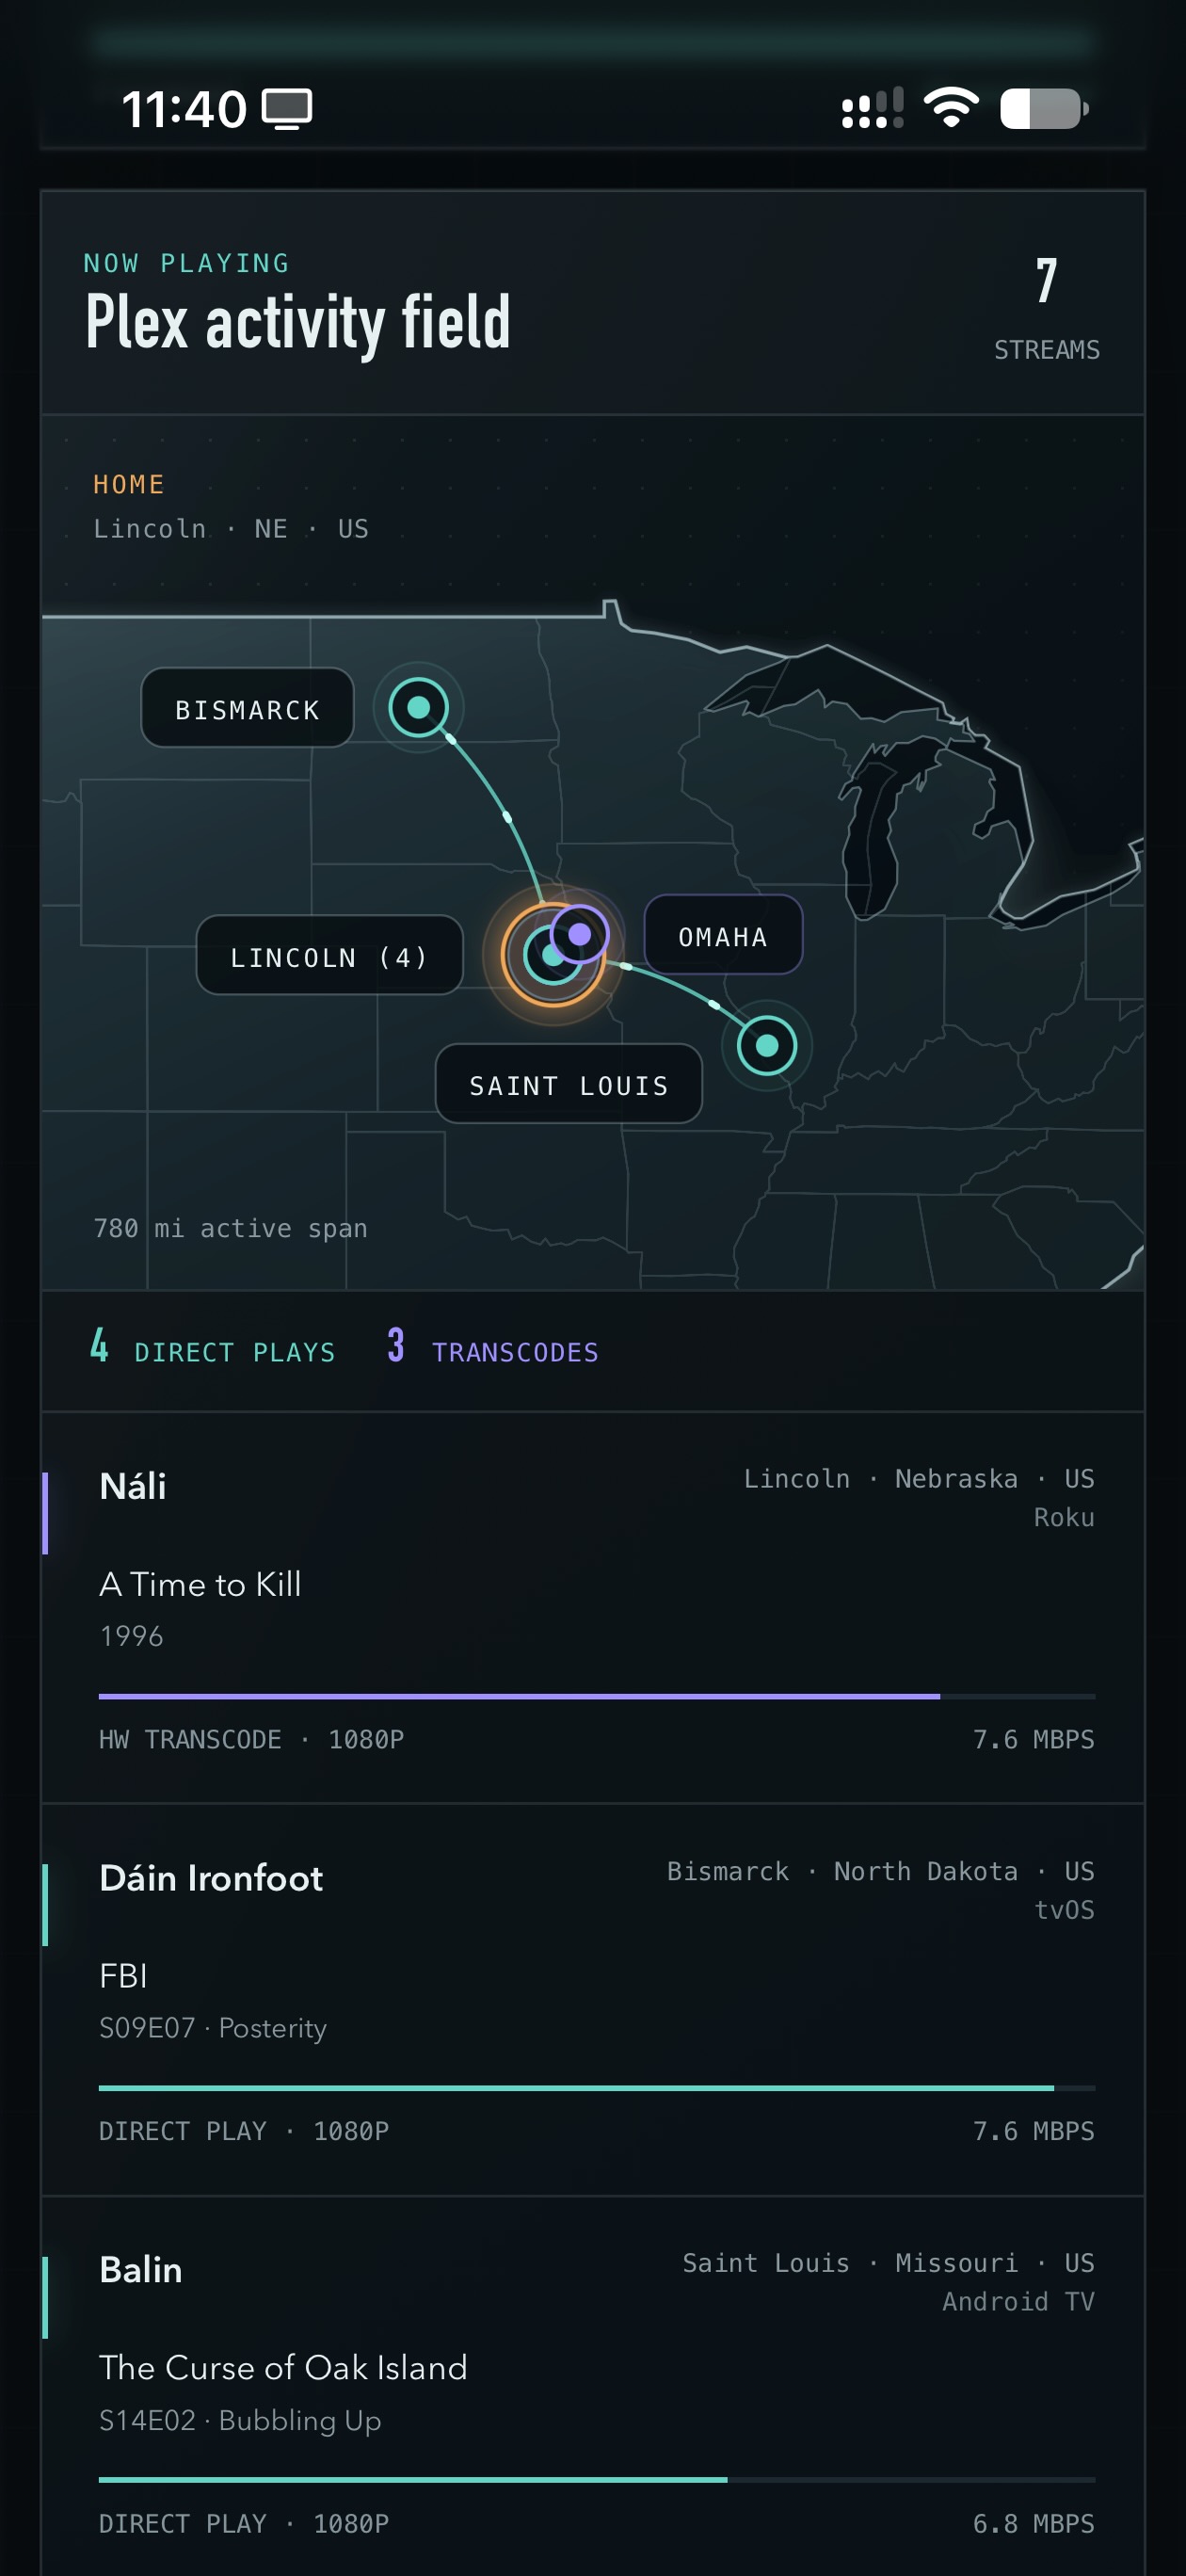 11:40
NOW PLAYING
Plex activity field
7
STREAMS
HOME
Lincoln · NE · US
BISMARCK
LINCOLN (4)
OMAHA
SAINT LOUIS
780 mi active span
4 DIRECT PLAYS 3 TRANSCODES
Náli
Lincoln · Nebraska · US
Roku
A Time to Kill
1996
HW TRANSCODE · 1080P
7.6 MBPS
Dáin Ironfoot
Bismarck · North Dakota · US
tvOS
FBI
S09E07 · Posterity
DIRECT PLAY · 1080P
7.6 MBPS
Balin
Saint Louis · Missouri · US
Android TV
The Curse of Oak Island
S14E02 · Bubbling Up
DIRECT PLAY · 1080P
6.8 MBPS